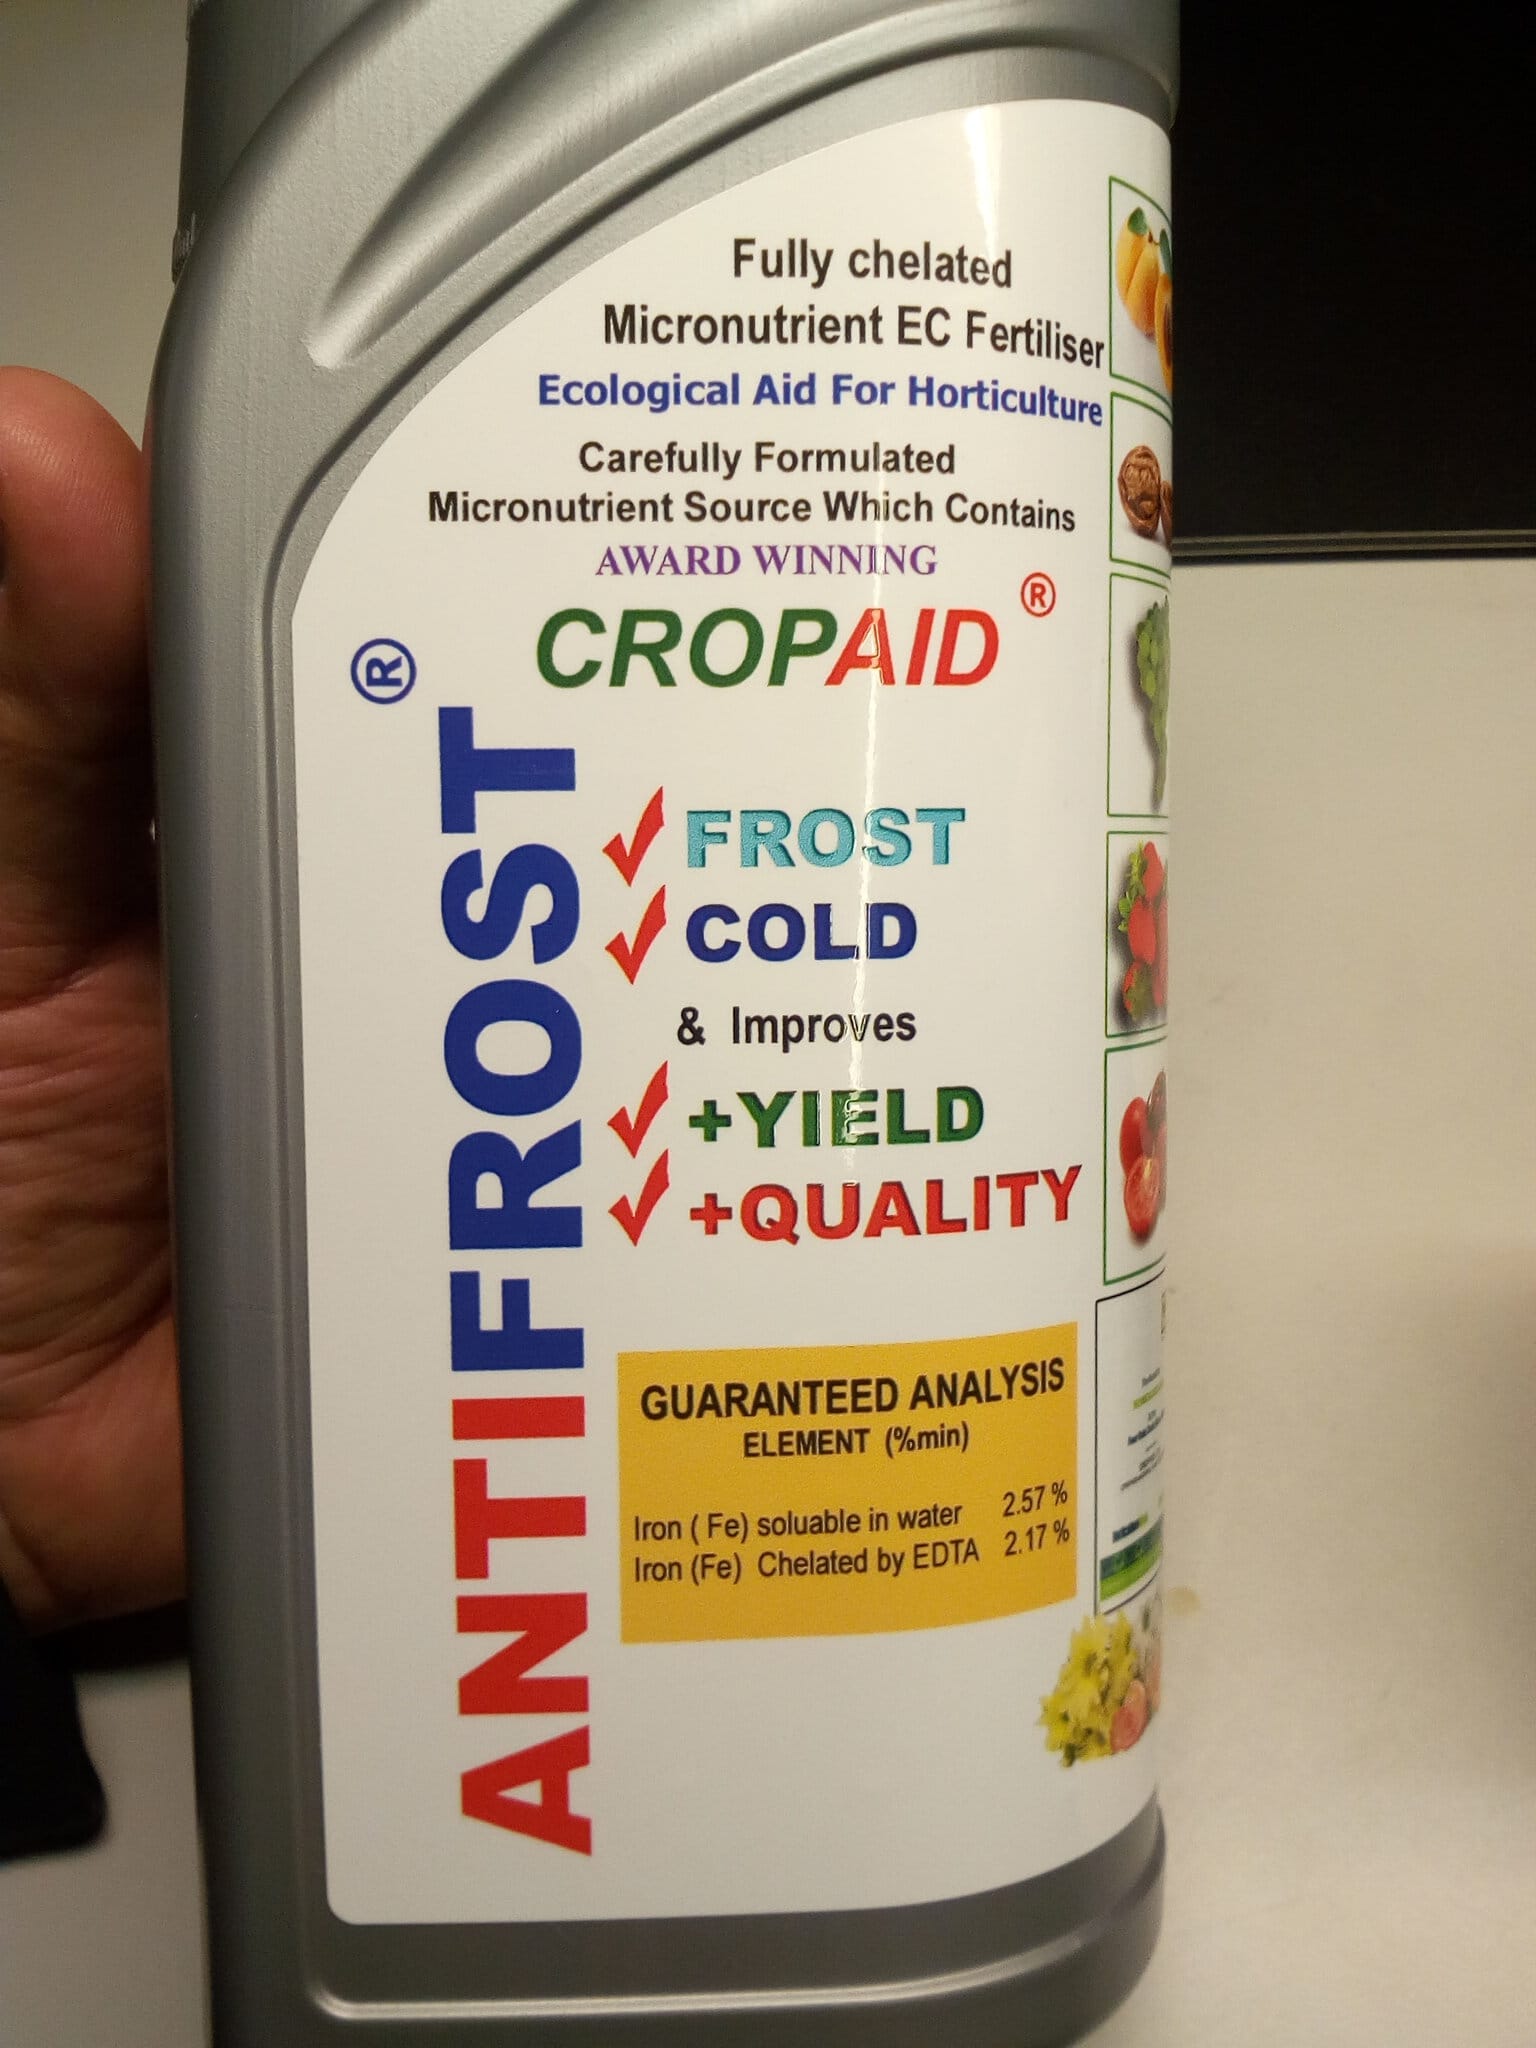 Fully chelated
Micronutrient EC Fertiliser
Ecological Aid For Horticulture
Carefully Formulated
Micronutrient Source Which Contains
AWARD WINNING
CROPAID ®
ANTIFROST ®
FROST
COLD
& Improves
+YIELD
+QUALITY
GUARANTEED ANALYSIS
ELEMENT (%min)
Iron ( Fe) soluable in water 2.57 %
Iron (Fe) Chelated by EDTA 2.17 %